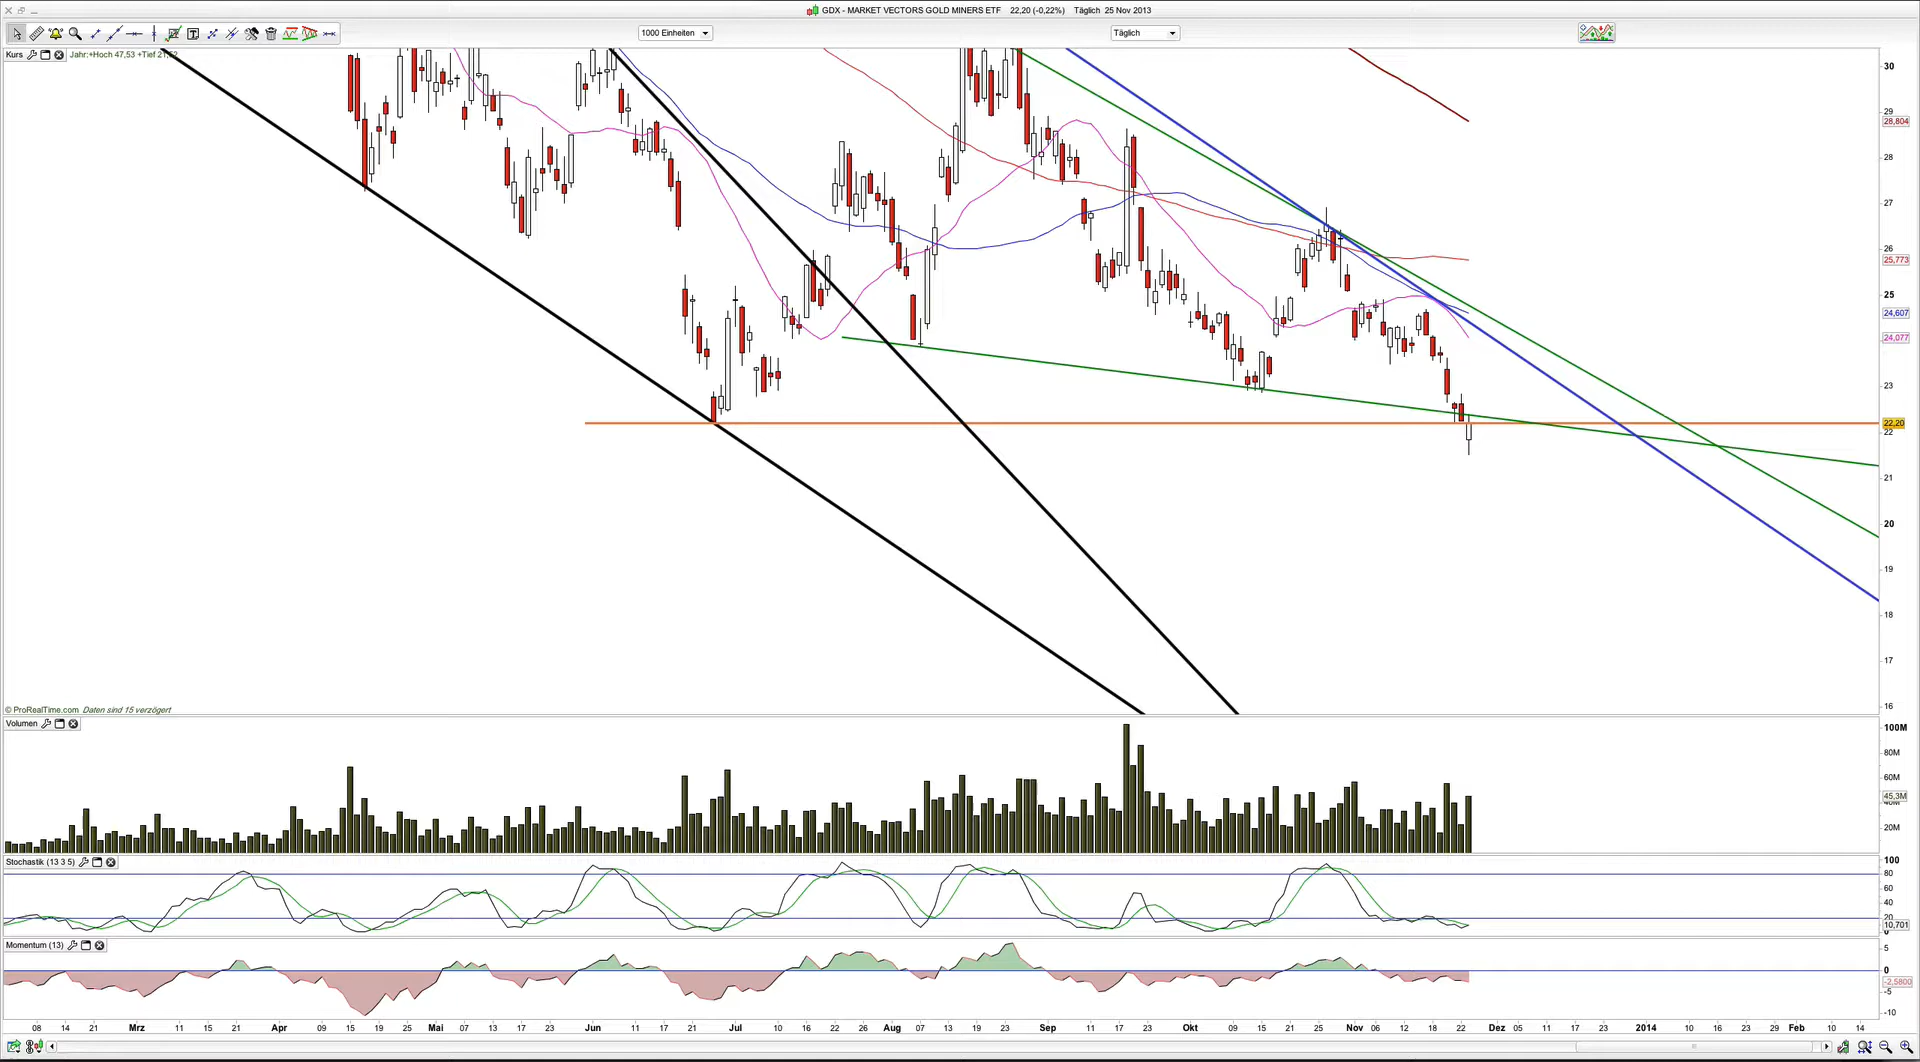 GDX - MARKET VECTORS GOLD MINERS ETF 22,20 (-0,22%) Täglich 25 Nov 2013
1000 Einheiten
Täglich
Kurs
Jahr:+Hoch 47,53 +Tief
30
29
28,804
28
27
26
25,773
25
24,607
24,077
23
22,20
22
21
20
19
18
17
16
© ProRealTime.com Daten sind 15 verzögert
Volumen
100M
80M
60M
45,3M
40M
20M
Stochastik (13 3 5)
100
80
60
40
20
10,701
Momentum (13)
5
0
-2,5800
-5
-10
08 14 21 Mrz 11 15 21 Apr 09 15 19 25 Mai 07 13 17 23 Jun 11 17 21 Jul 10 16 22 26 Aug 07 13 19 23 Sep 11 17 23 Okt 09 15 21 25 Nov 06 12 18 22 Dez 05 11 17 23 2014 10 16 23 29 Feb 10 14